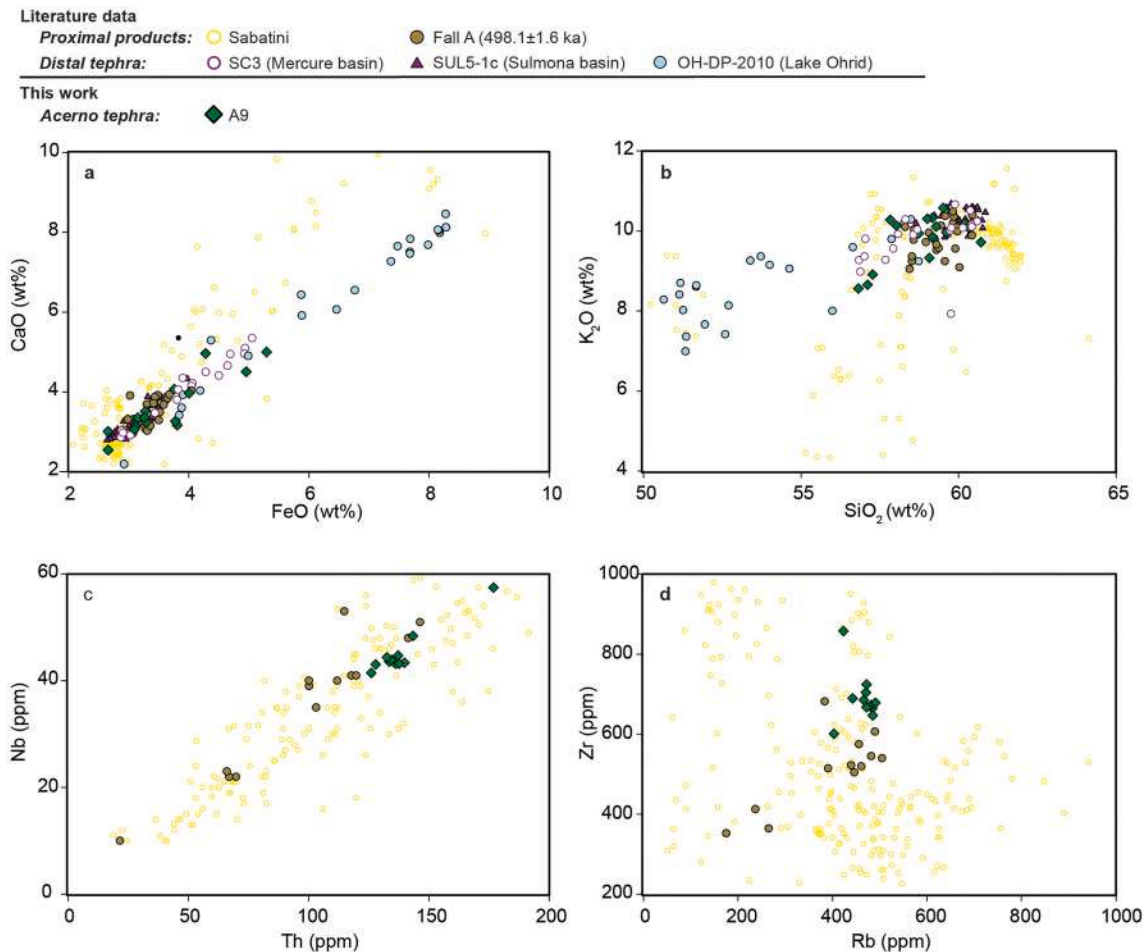 Literature data
Proximal products: Sabatini Fall A (498.1±1.6 ka)
Distal tephra: SC3 (Mercure basin) SUL5-1c (Sulmona basin) OH-DP-2010 (Lake Ohrid)
This work
Acerno tephra: A9
a
10
8
6
4
2
CaO (wt%)
2 4 6 8 10
FeO (wt%)
b
12
10
8
6
4
K2O (wt%)
50 55 60 65
SiO2 (wt%)
c
60
40
20
0
Nb (ppm)
0 50 100 150 200
Th (ppm)
d
1000
800
600
400
200
Zr (ppm)
0 200 400 600 800 1000
Rb (ppm)